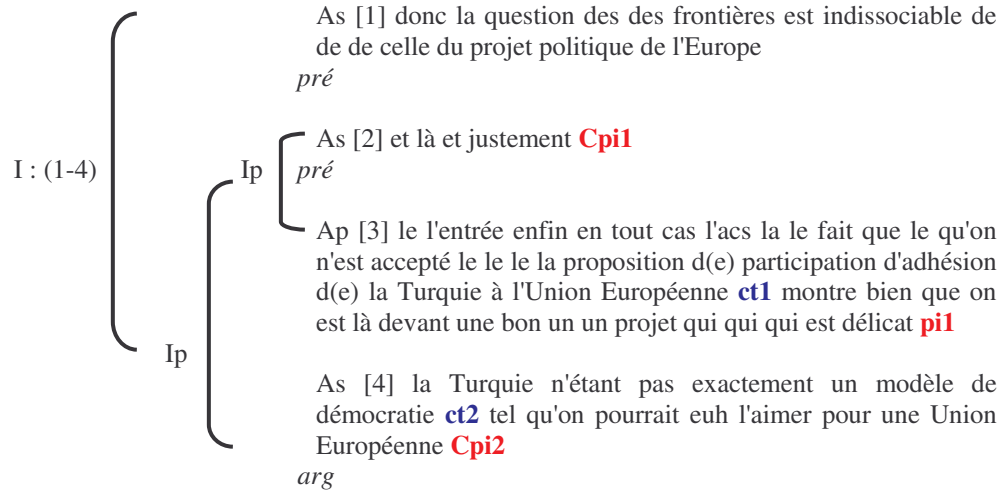 As [1] donc la question des des frontières est indissociable de
de de celle du projet politique de l'Europe
pré
As [2] et là et justement Cpi1
I : (1-4)
Ip
pré
Ap [3] le l'entrée enfin en tout cas l'acs la le fait que le qu'on
n'est accepté le le le la proposition d(e) participation d'adhésion
d(e) la Turquie à l'Union Européenne ct1 montre bien que on
est là devant une bon un un projet qui qui qui est délicat pi1
Ip
As [4] la Turquie n'étant pas exactement un modèle de
démocratie ct2 tel qu'on pourrait euh l'aimer pour une Union
Européenne Cpi2
arg